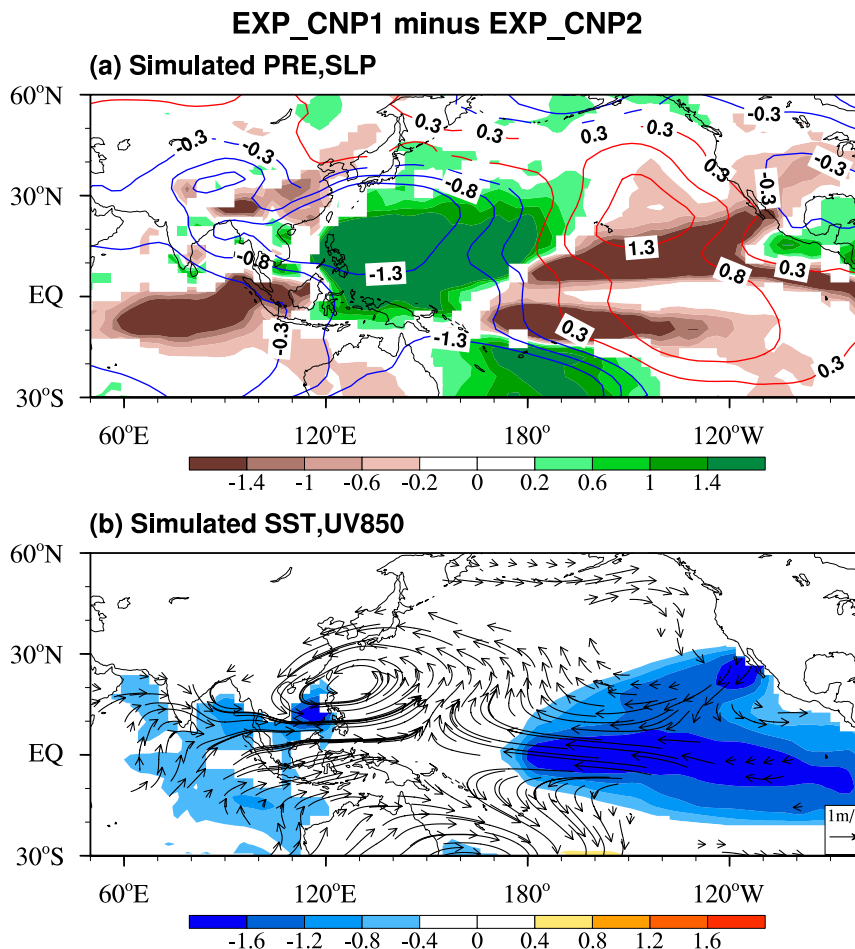 EXP_CNP1 minus EXP_CNP2
(a) Simulated PRE,SLP
60°N
30°N
EQ
30°S
-0.3
-0.3
0.3
0.3
0.3
-0.3
-0.3
-0.8
0.3
-0.3
-0.8
-1.3
1.3
0.8
0.3
-0.3
-1.3
0.3
0.3
60°E
120°E
180°
120°W
-1.4 -1 -0.6 -0.2 0 0.2 0.6 1 1.4
(b) Simulated SST,UV850
60°N
30°N
EQ
30°S
1m/
60°E
120°E
180°
120°W
-1.6 -1.2 -0.8 -0.4 0 0.4 0.8 1.2 1.6